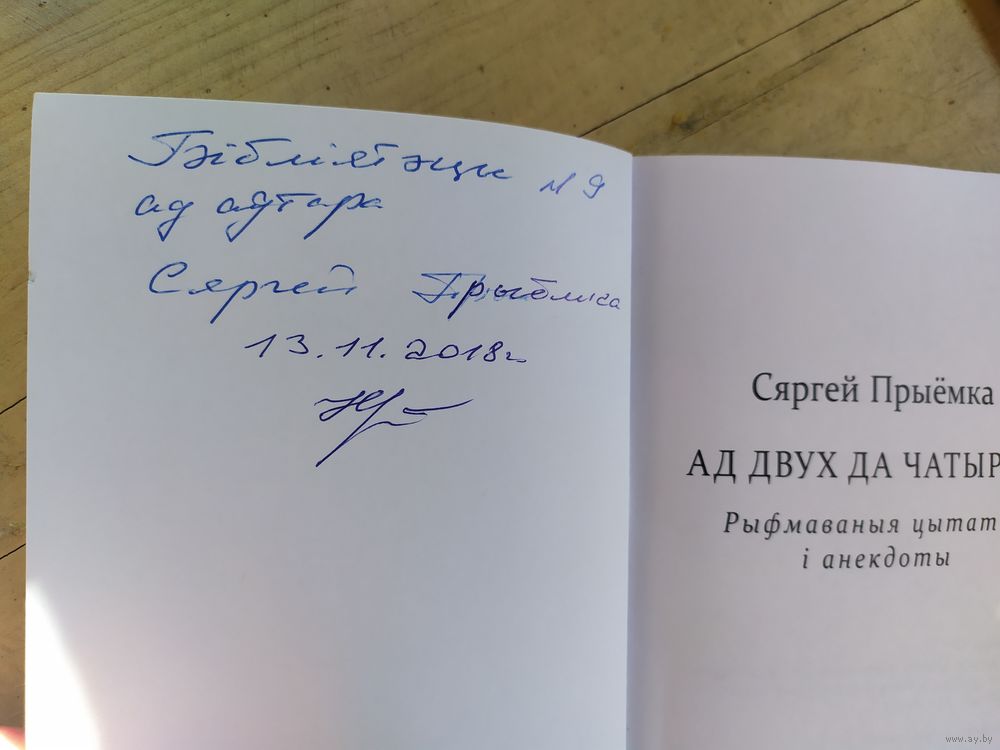 Бібліятэцы № 9
ад аўтара
Сяргей
13.11.2018г
Сяргей Прыёмка
АД ДВУХ ДА ЧАТЫР
Рыфмаваныя цытат
і анекдоты
www.ay.by